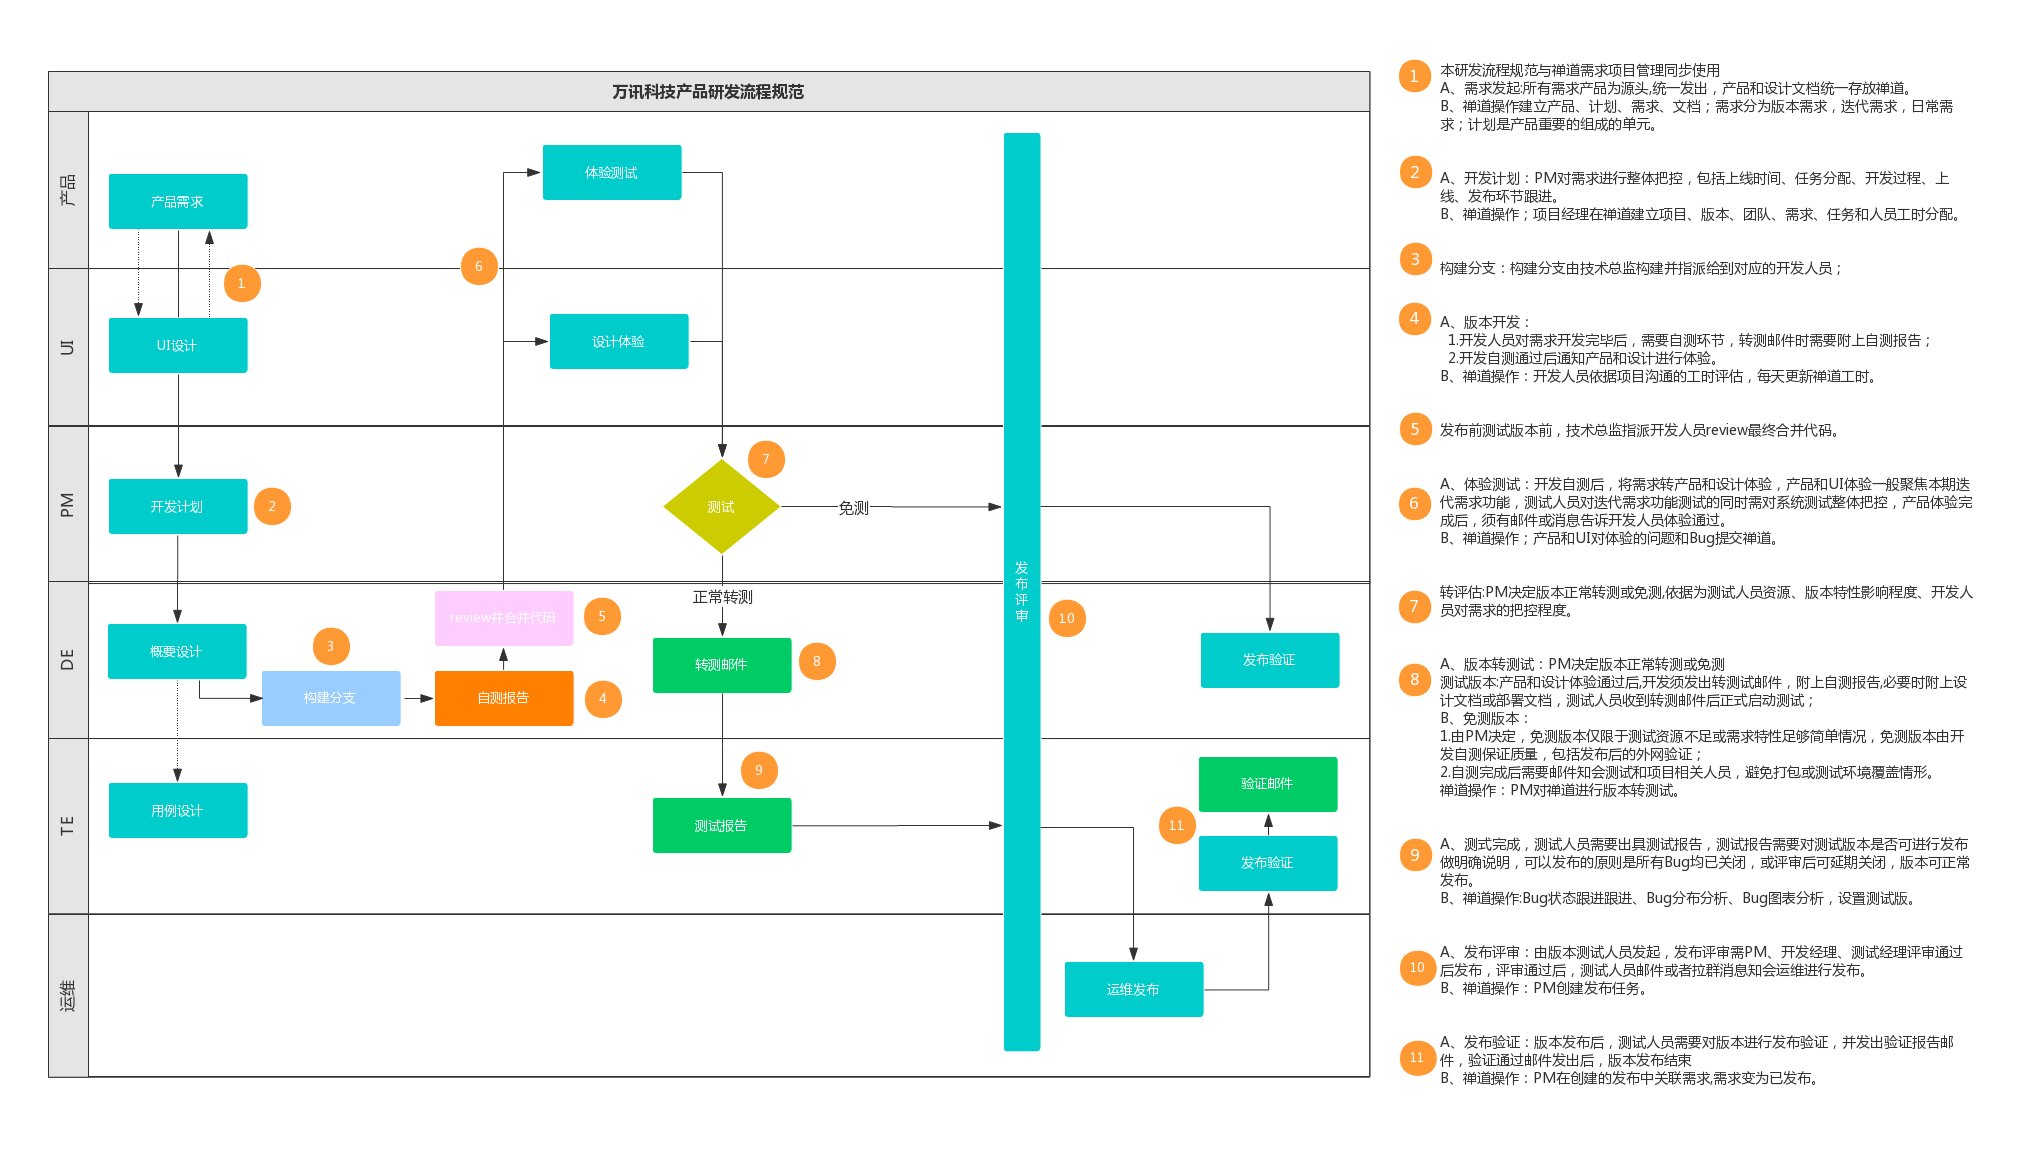 万讯科技产品研发流程规范
产品
产品需求
体验测试
6
1
UI
UI设计
设计体验
PM
开发计划
2
7
测试
免测
发布评审
10
正常转测
DE
概要设计
3
构建分支
review并合并代码
5
自测报告
4
转测邮件
8
发布验证
TE
用例设计
9
测试报告
验证邮件
11
发布验证
运维
运维发布
1
本研发流程规范与禅道需求项目管理同步使用
A、需求发起:所有需求产品为源头,统一发出，产品和设计文档统一存放禅道。
B、禅道操作建立产品、计划、需求、文档；需求分为版本需求，迭代需求，日常需
求；计划是产品重要的组成的单元。
2
A、开发计划：PM对需求进行整体把控，包括上线时间、任务分配、开发过程、上
线、发布环节跟进。
B、禅道操作；项目经理在禅道建立项目、版本、团队、需求、任务和人员工时分配。
3
构建分支：构建分支由技术总监构建并指派给到对应的开发人员；
4
A、版本开发：
1.开发人员对需求开发完毕后，需要自测环节，转测邮件时需要附上自测报告；
2.开发自测通过后通知产品和设计进行体验。
B、禅道操作：开发人员依据项目沟通的工时评估，每天更新禅道工时。
5
发布前测试版本前，技术总监指派开发人员review最终合并代码。
6
A、体验测试：开发自测后，将需求转产品和设计体验，产品和UI体验一般聚焦本期迭
代需求功能，测试人员对迭代需求功能测试的同时需对系统测试整体把控，产品体验完
成后，须有邮件或消息告诉开发人员体验通过。
B、禅道操作；产品和UI对体验的问题和Bug提交禅道。
7
转评估:PM决定版本正常转测或免测,依据为测试人员资源、版本特性影响程度、开发人
员对需求的把控程度。
8
A、版本转测试：PM决定版本正常转测或免测
测试版本:产品和设计体验通过后,开发须发出转测试邮件，附上自测报告,必要时附上设
计文档或部署文档，测试人员收到转测邮件后正式启动测试；
B、免测版本：
1.由PM决定，免测版本仅限于测试资源不足或需求特性足够简单情况，免测版本由开
发自测保证质量，包括发布后的外网验证；
2.自测完成后需要邮件知会测试和项目相关人员，避免打包或测试环境覆盖情形。
禅道操作：PM对禅道进行版本转测试。
9
A、测式完成，测试人员需要出具测试报告，测试报告需要对测试版本是否可进行发布
做明确说明，可以发布的原则是所有Bug均已关闭，或评审后可延期关闭，版本可正常
发布。
B、禅道操作:Bug状态跟进跟进、Bug分布分析、Bug图表分析，设置测试版。
10
A、发布评审：由版本测试人员发起，发布评审需PM、开发经理、测试经理评审通过
后发布，评审通过后，测试人员邮件或者拉群消息知会运维进行发布。
B、禅道操作：PM创建发布任务。
11
A、发布验证：版本发布后，测试人员需要对版本进行发布验证，并发出验证报告邮
件，验证通过邮件发出后，版本发布结束
B、禅道操作：PM在创建的发布中关联需求,需求变为已发布。